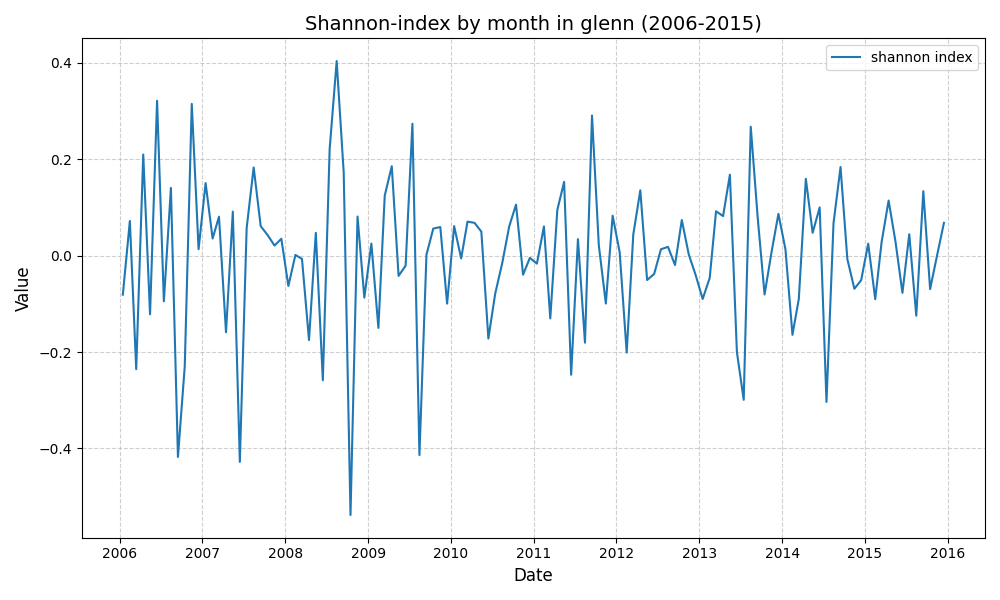 Shannon-index by month in glenn (2006-2015)
shannon index
Value
0.4
0.2
0.0
−0.2
−0.4
2006 2007 2008 2009 2010 2011 2012 2013 2014 2015 2016
Date